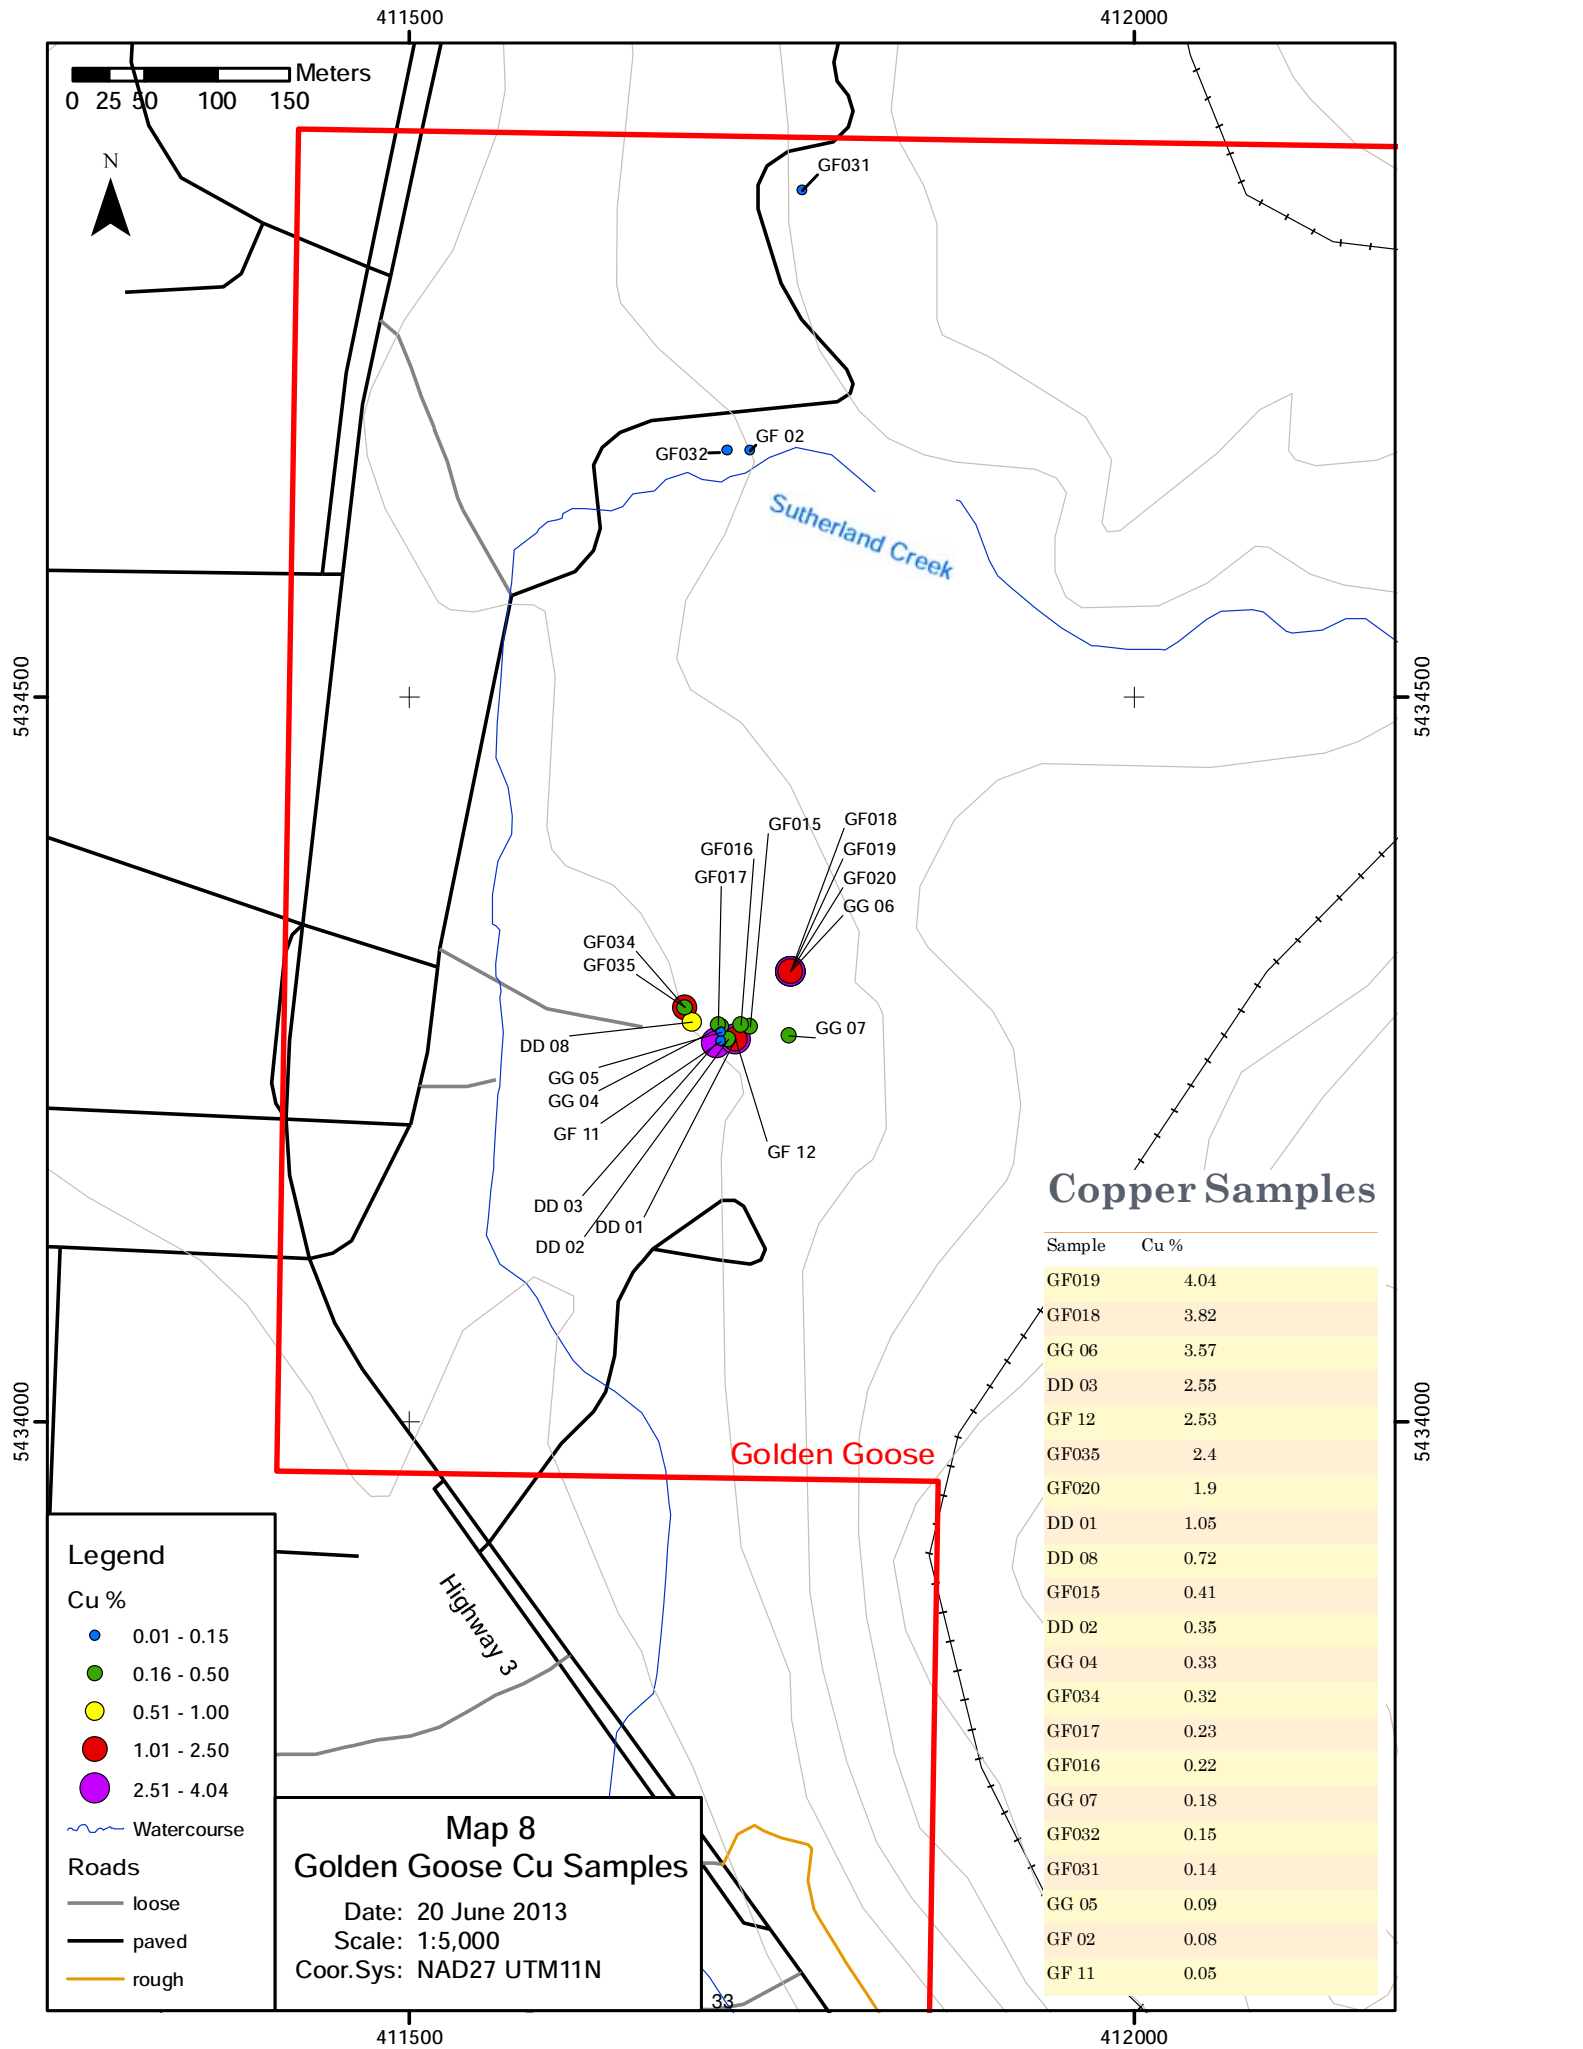 411500 412000
Meters
0 25 50 100 150
N
GF031
GF 02
GF032
Sutherland Creek
5434500
5434500
GF015
GF018
GF016
GF019
GF017
GF020
GG 06
GF034
GF035
GG 07
DD 08
GG 05
GG 04
GF 11
GF 12
DD 03
DD 01
DD 02
5434000
5434000
Golden Goose
Highway 3
33
Copper Samples
Sample Cu %
GF019 4.04
GF018 3.82
GG 06 3.57
DD 03 2.55
GF 12 2.53
GF035 2.4
GF020 1.9
DD 01 1.05
DD 08 0.72
GF015 0.41
DD 02 0.35
GG 04 0.33
GF034 0.32
GF017 0.23
GF016 0.22
GG 07 0.18
GF032 0.15
GF031 0.14
GG 05 0.09
GF 02 0.08
GF 11 0.05
Legend
Cu %
0.01 - 0.15
0.16 - 0.50
0.51 - 1.00
1.01 - 2.50
2.51 - 4.04
Watercourse
Roads
loose
paved
rough
Map 8
Golden Goose Cu Samples
Date: 20 June 2013
Scale: 1:5,000
Coor.Sys: NAD27 UTM11N
411500 412000